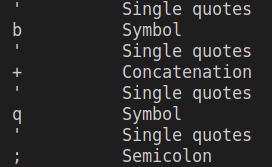 ' Single quotes
b Symbol
' Single quotes
+ Concatenation
' Single quotes
q Symbol
' Single quotes
; Semicolon